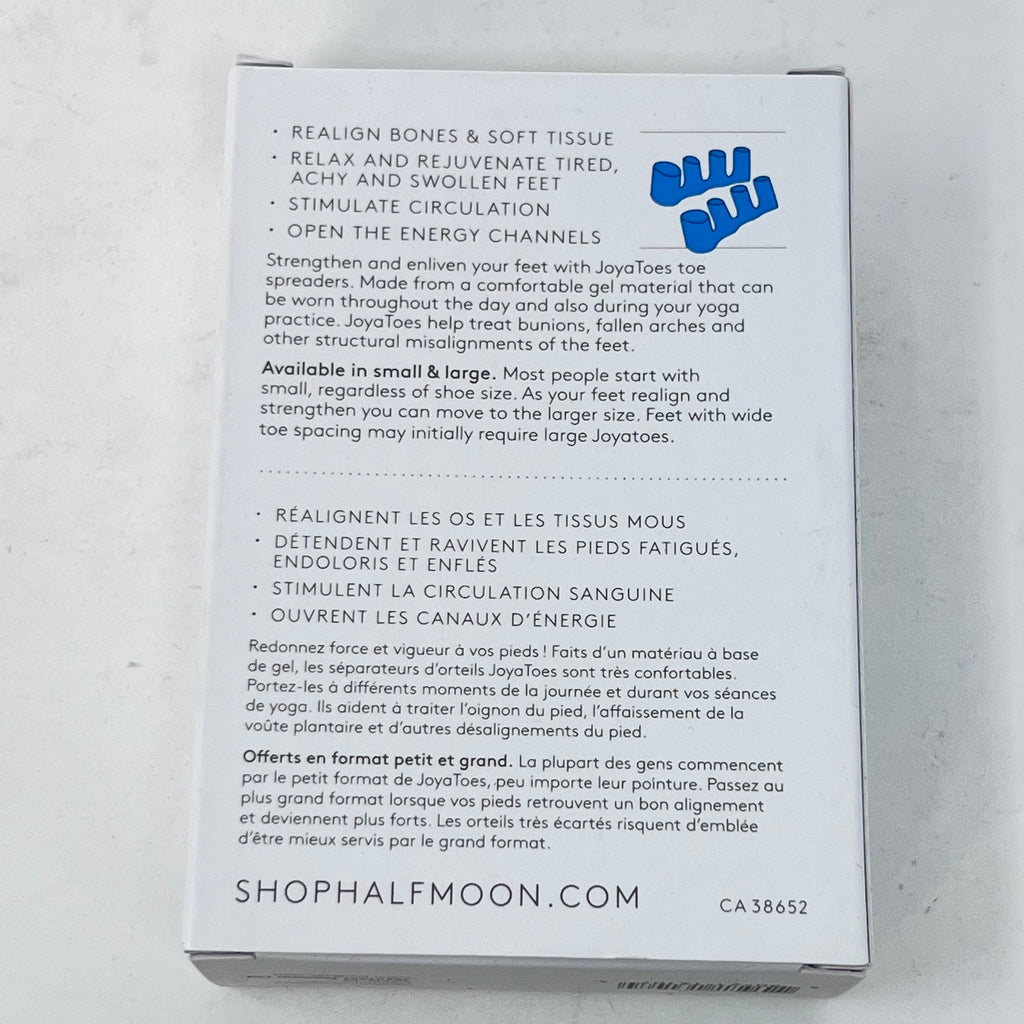 · REALIGN BONES & SOFT TISSUE
· RELAX AND REJUVENATE TIRED,
ACHY AND SWOLLEN FEET
· STIMULATE CIRCULATION
· OPEN THE ENERGY CHANNELS
Strengthen and enliven your feet with JoyaToes toe
spreaders. Made from a comfortable gel material that can
be worn throughout the day and also during your yoga
practice. JoyaToes help treat bunions, fallen arches and
other structural misalignments of the feet.
Available in small & large. Most people start with
small, regardless of shoe size. As your feet realign and
strengthen you can move to the larger size. Feet with wide
toe spacing may initially require large Joyatoes.
· RÉALIGNENT LES OS ET LES TISSUS MOUS
· DÉTENDENT ET RAVIVENT LES PIEDS FATIGUÉS,
ENDOLORIS ET ENFLÉS
· STIMULENT LA CIRCULATION SANGUINE
· OUVRENT LES CANAUX D'ÉNERGIE
Redonnez force et vigueur à vos pieds ! Faits d'un matériau à base
de gel, les séparateurs d'orteils JoyaToes sont très confortables.
Portez-les à différents moments de la journée et durant vos séances
de yoga. Ils aident à traiter l'oignon du pied, l'affaissement de la
voûte plantaire et d'autres désalignements du pied.
Offerts en format petit et grand. La plupart des gens commencent
par le petit format de JoyaToes, peu importe leur pointure. Passez au
plus grand format lorsque vos pieds retrouvent un bon alignement
et deviennent plus forts. Les orteils très écartés risquent d'emblée
d'être mieux servis par le grand format.
SHOPHALFMOON.COM
CA 38652